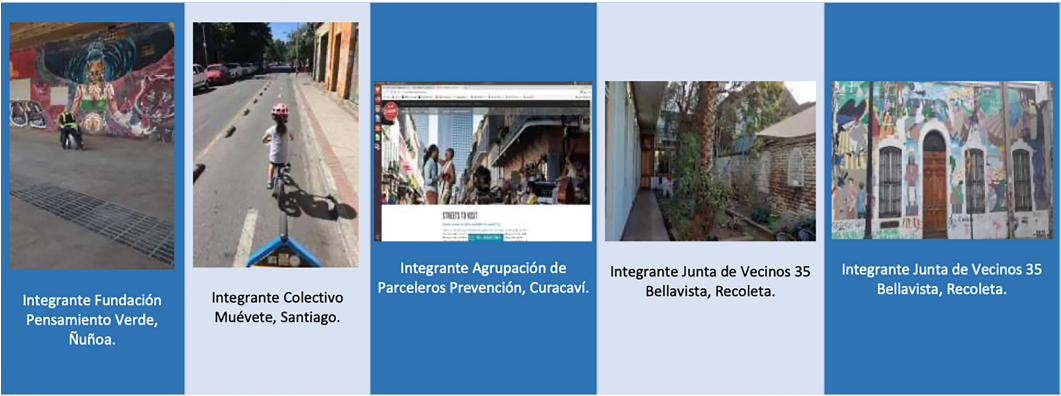 STREETS TO VISIT
Integrante Fundación
Pensamiento Verde,
Ñuñoa.
Integrante Colectivo
Muévete, Santiago.
Integrante Agrupación de
Parceleros Prevención, Curacaví.
Integrante Junta de Vecinos 35
Bellavista, Recoleta.
Integrante Junta de Vecinos 35
Bellavista, Recoleta.